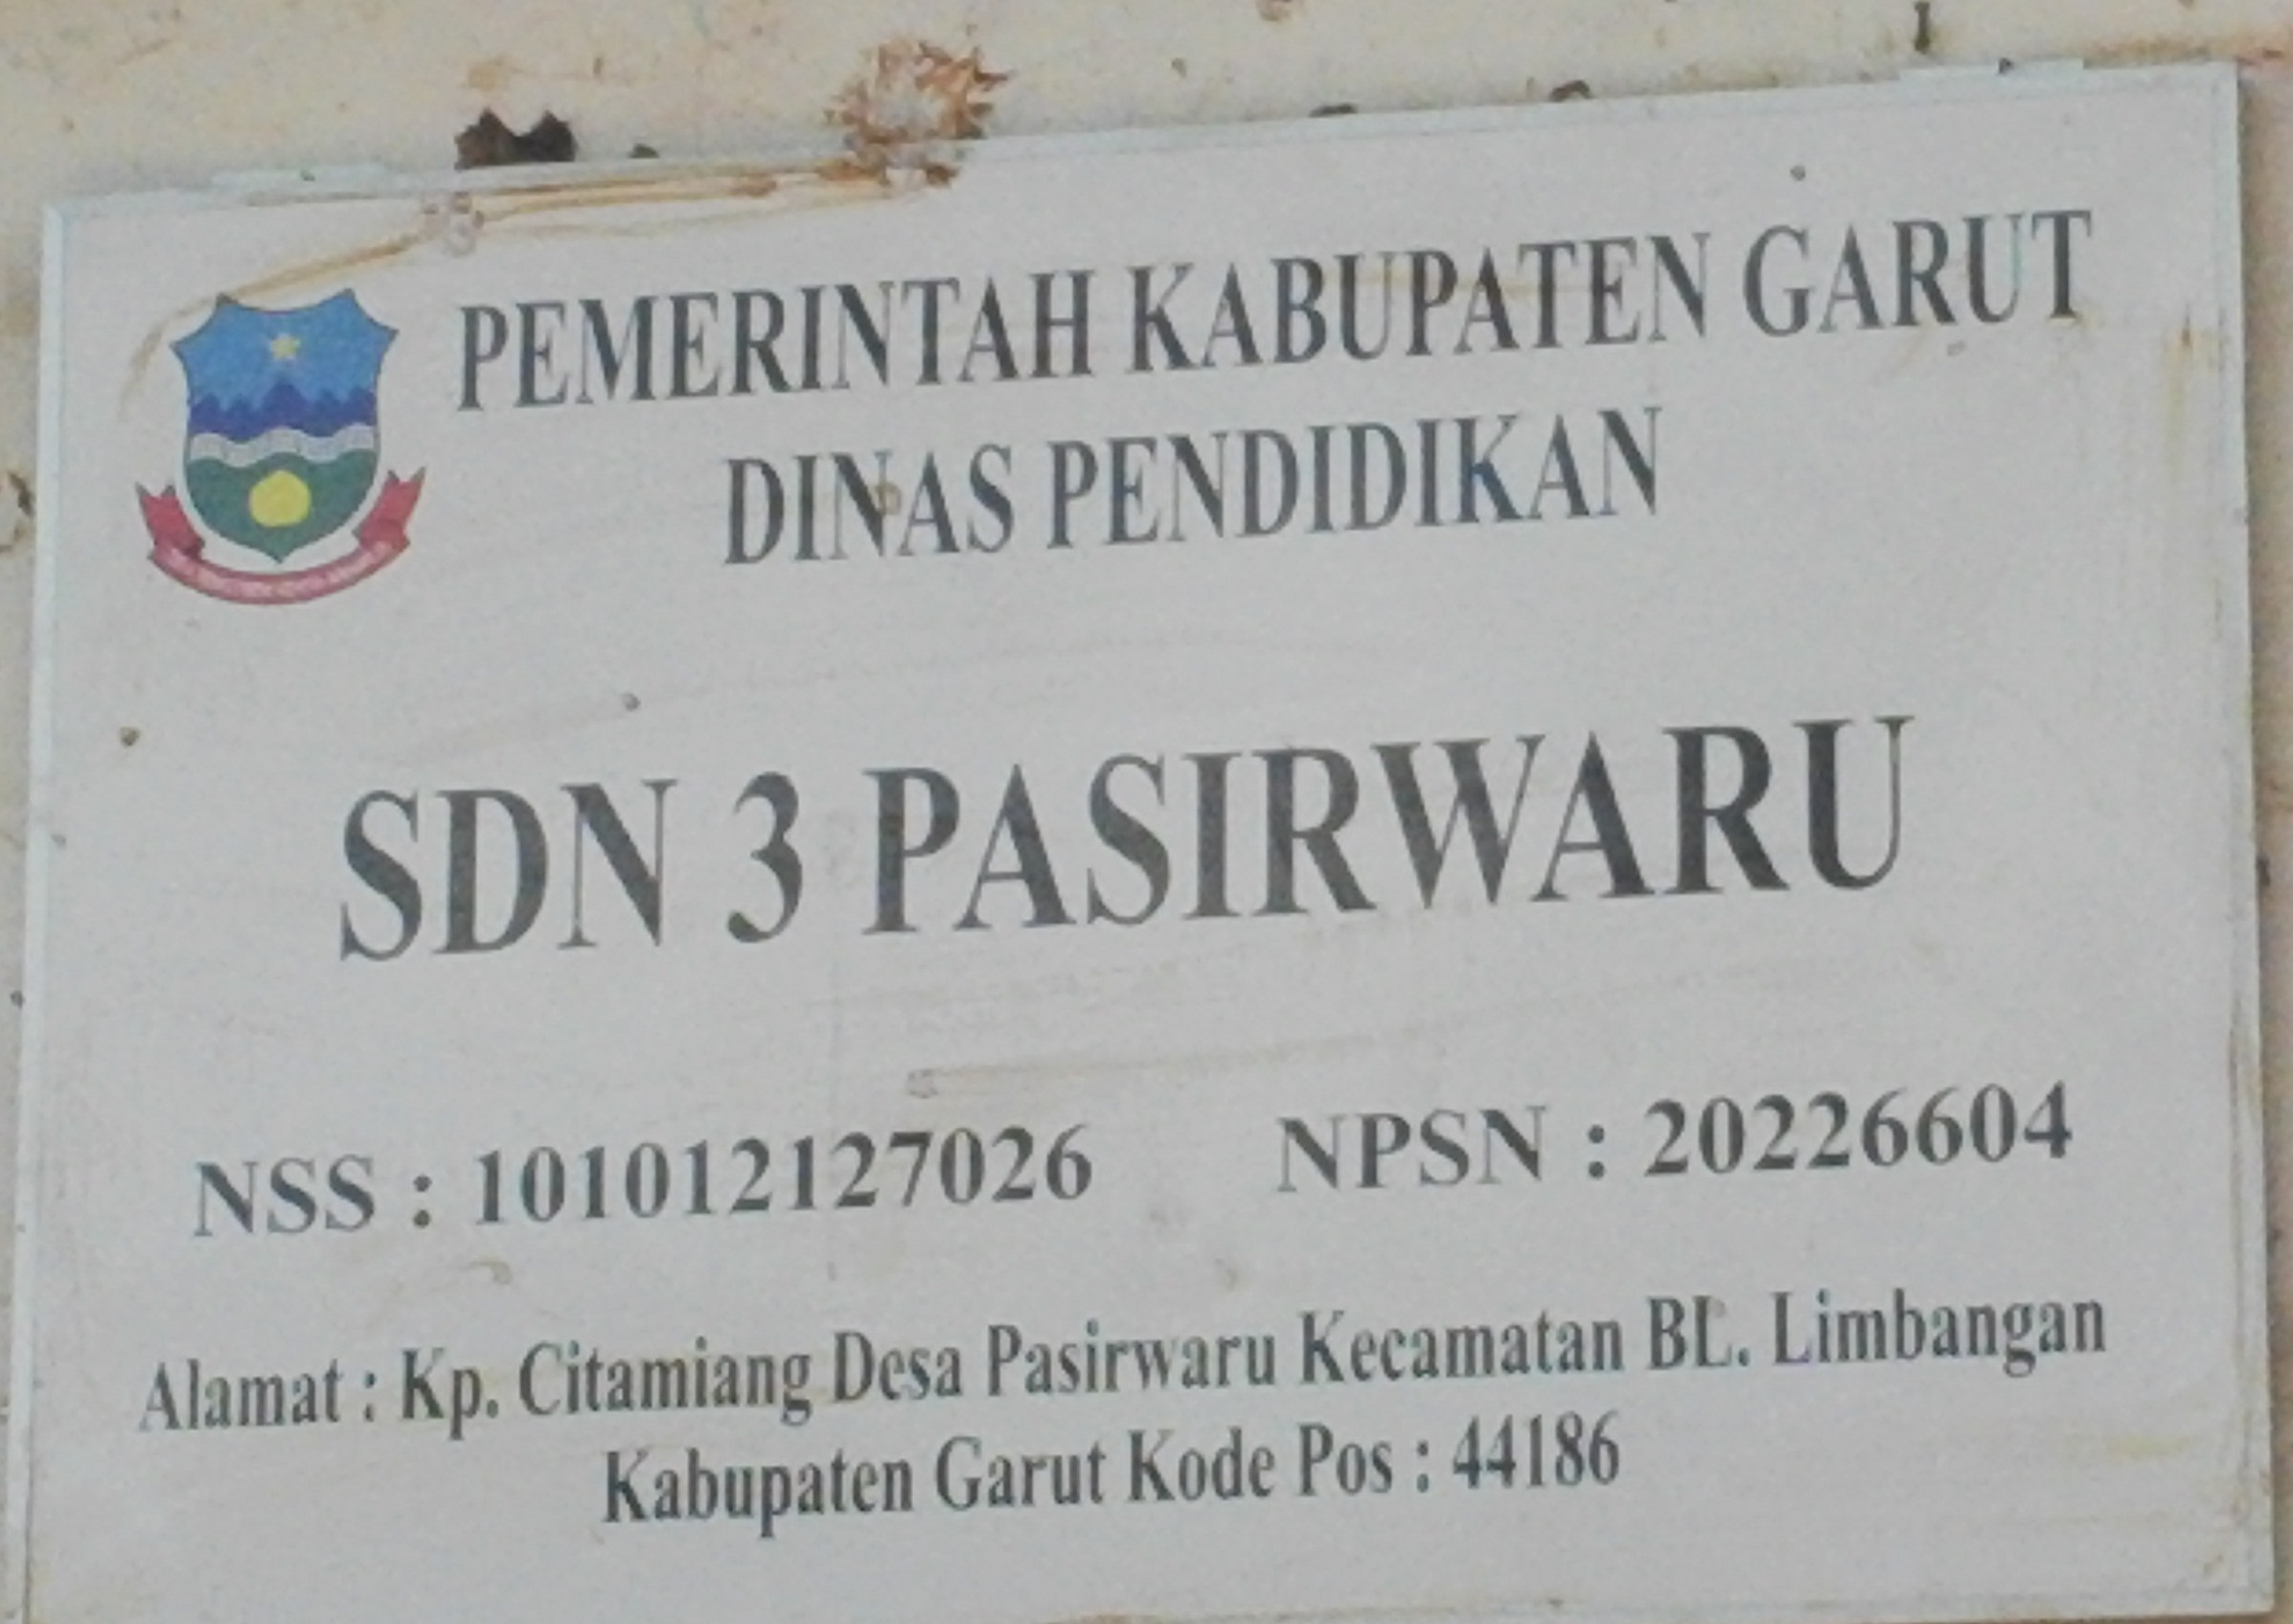 PEMERINTAH KABUPATEN GARUT
DINAS PENDIDIKAN
SDN 3 PASIRWARU
NSS : 101012127026 NPSN : 20226604
Alamat : Kp. Citamiang Desa Pasirwaru Kecamatan BL. Limbangan
Kabupaten Garut Kode Pos : 44186